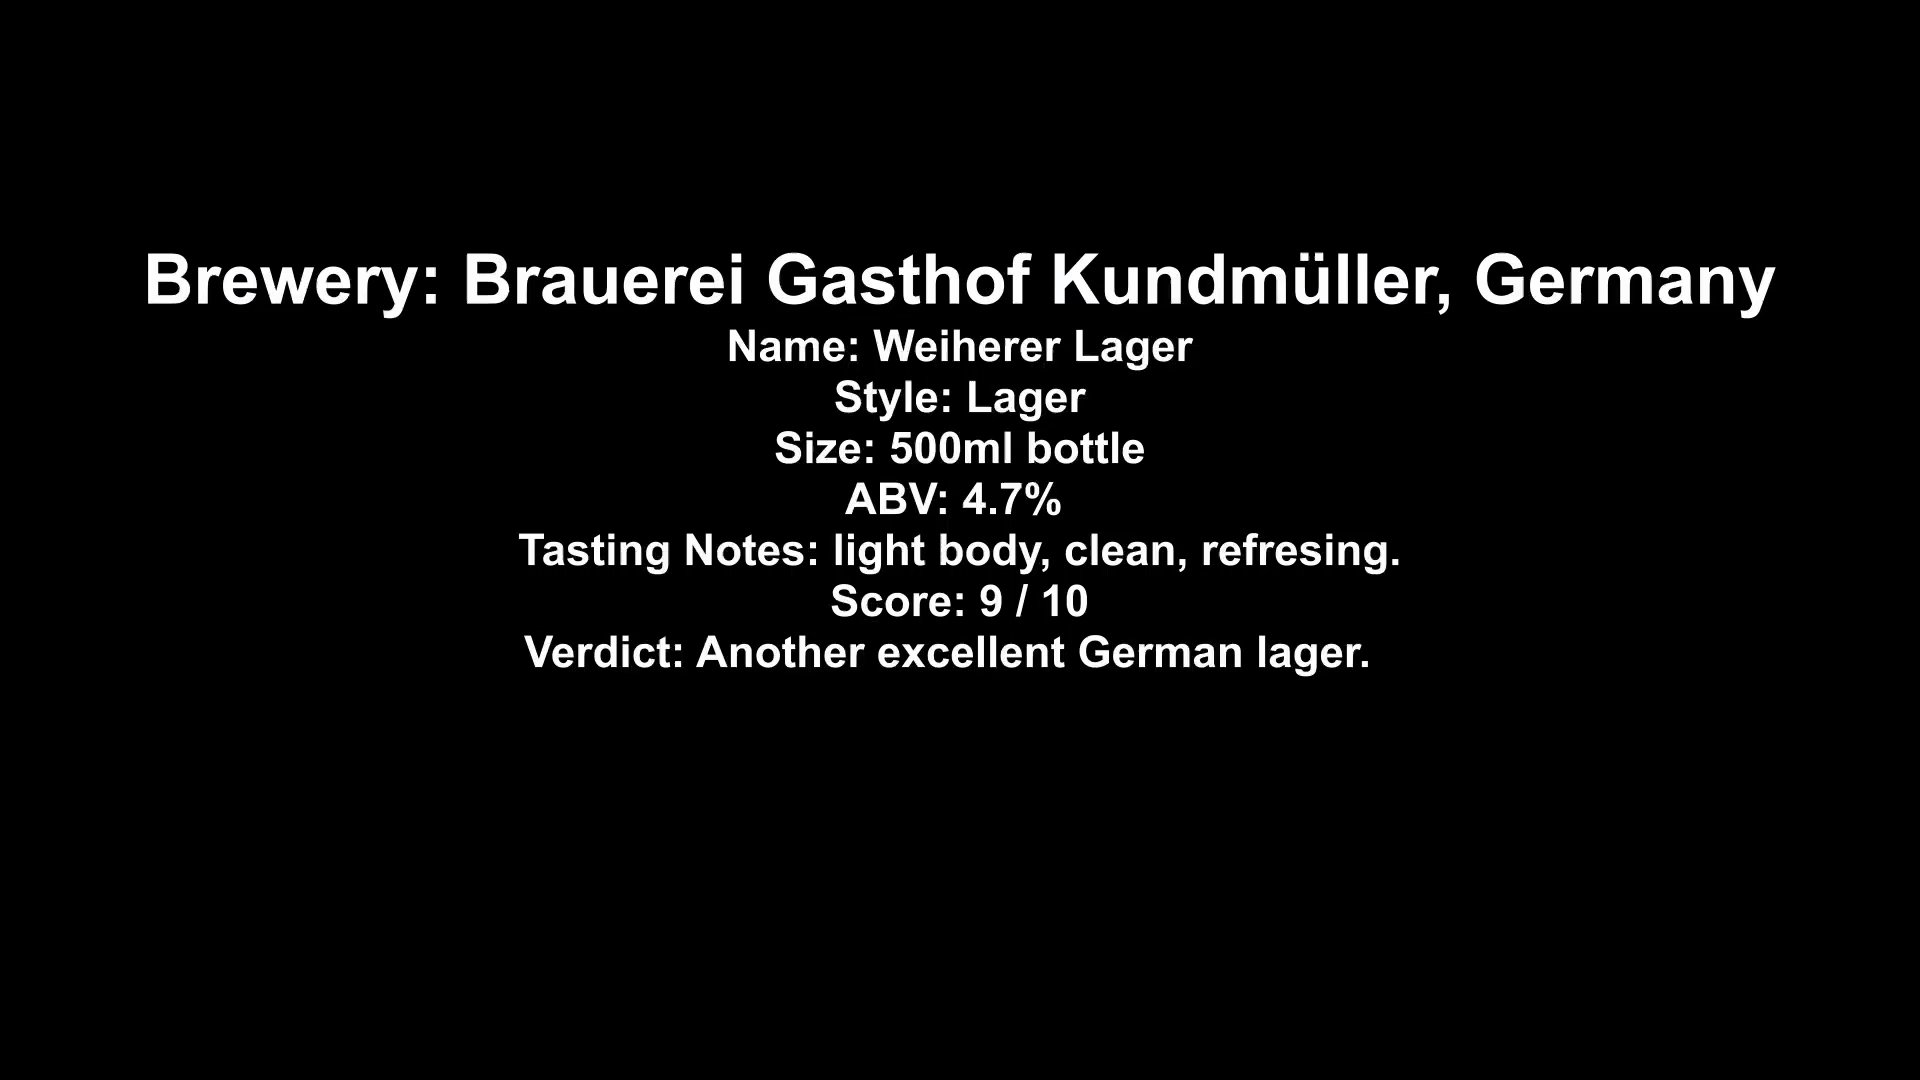 Brewery: Brauerei Gasthof Kundmüller, Germany
Name: Weiherer Lager
Style: Lager
Size: 500ml bottle
ABV: 4.7%
Tasting Notes: light body, clean, refresing.
Score: 9 / 10
Verdict: Another excellent German lager.